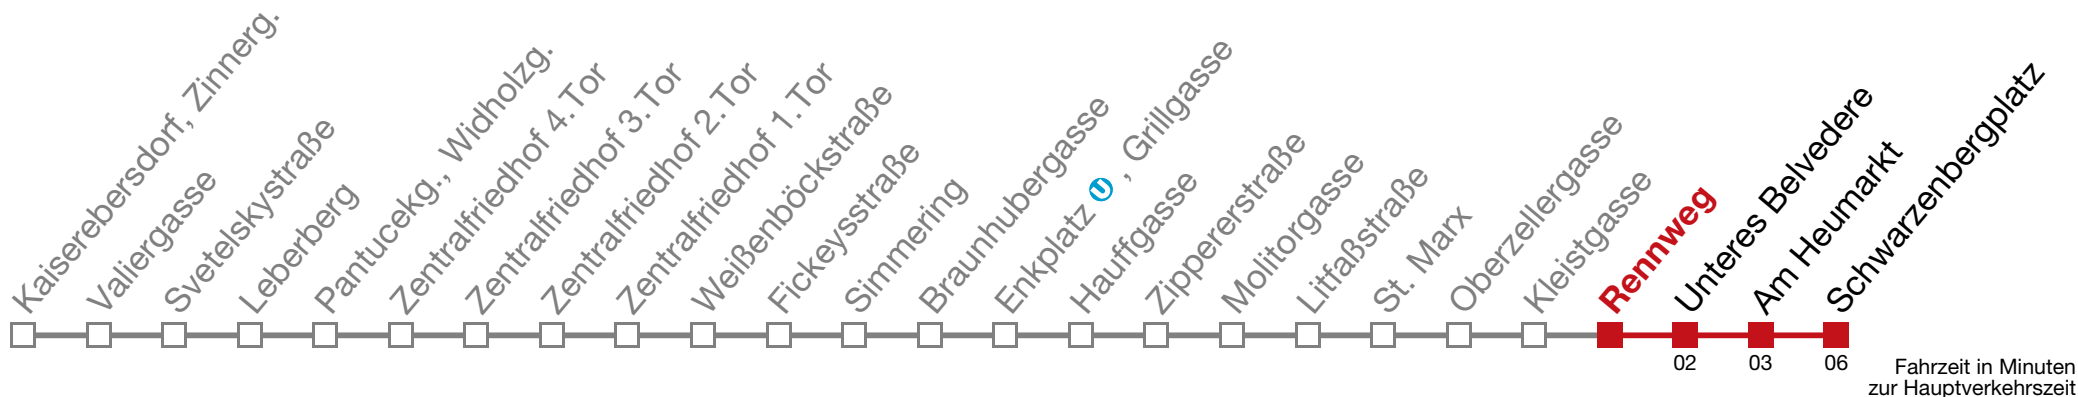 Kaiserebersdorf, Zinnerg.
Valiergasse
Svetelskystraße
Leberberg
Pantucekg., Widholzg.
Zentralfriedhof 4. Tor
Zentralfriedhof 3. Tor
Zentralfriedhof 2. Tor
Zentralfriedhof 1. Tor
Weißenböckstraße
Fickeysstraße
Simmering
Braunhubergasse
Enkplatz U , Grillgasse
Hauffgasse
Zippererstraße
Molitorgasse
Litfaßstraße
St. Marx
Oberzellergasse
Kleistgasse
Rennweg
Unteres Belvedere
Am Heumarkt
Schwarzenbergplatz
02 03 06
Fahrzeit in Minuten
zur Hauptverkehrszeit